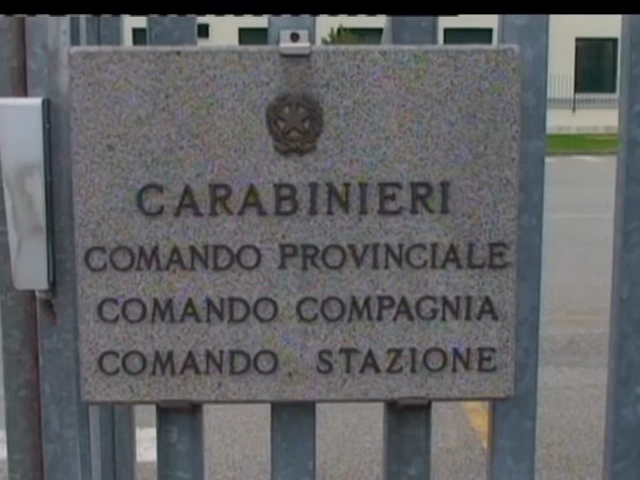 CARABINIERI
COMANDO PROVINCIALE
COMANDO COMPAGNIA
COMANDO STAZIONE